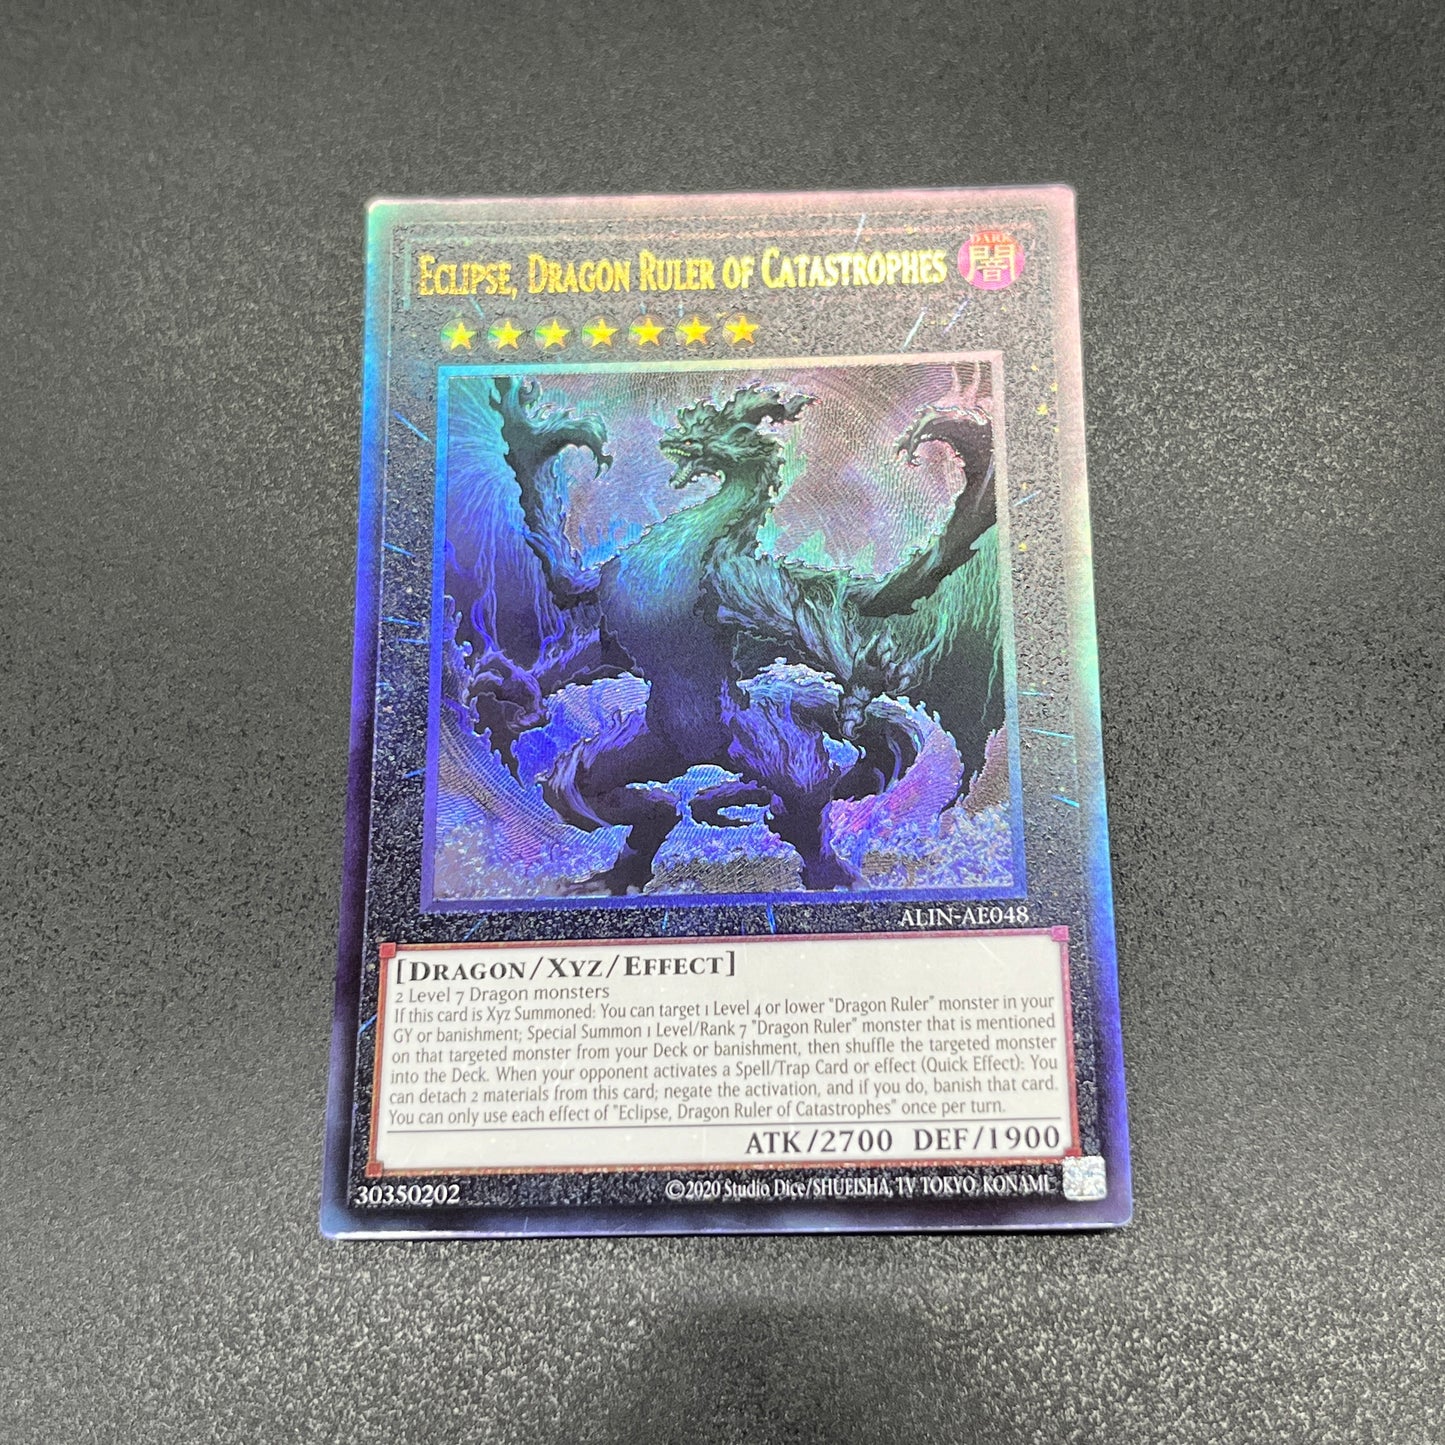 ECLIPSE, DRAGON RULER OF CATASTROPHES
DARK
闇
ALIN-AE048
[DRAGON/XYZ/EFFECT]
2 Level 7 Dragon monsters
If this card is Xyz Summoned: You can target 1 Level 4 or lower "Dragon Ruler" monster in your
GY or banishment; Special Summon 1 Level/Rank 7 "Dragon Ruler" monster that is mentioned
on that targeted monster from your Deck or banishment, then shuffle the targeted monster
into the Deck. When your opponent activates a Spell/Trap Card or effect (Quick Effect): You
can detach 2 materials from this card; negate the activation, and if you do, banish that card.
You can only use each effect of "Eclipse, Dragon Ruler of Catastrophes" once per turn.
ATK/2700 DEF/1900
30350202
©2020 Studio Dice/SHUEISHA, TV TOKYO, KONAMI